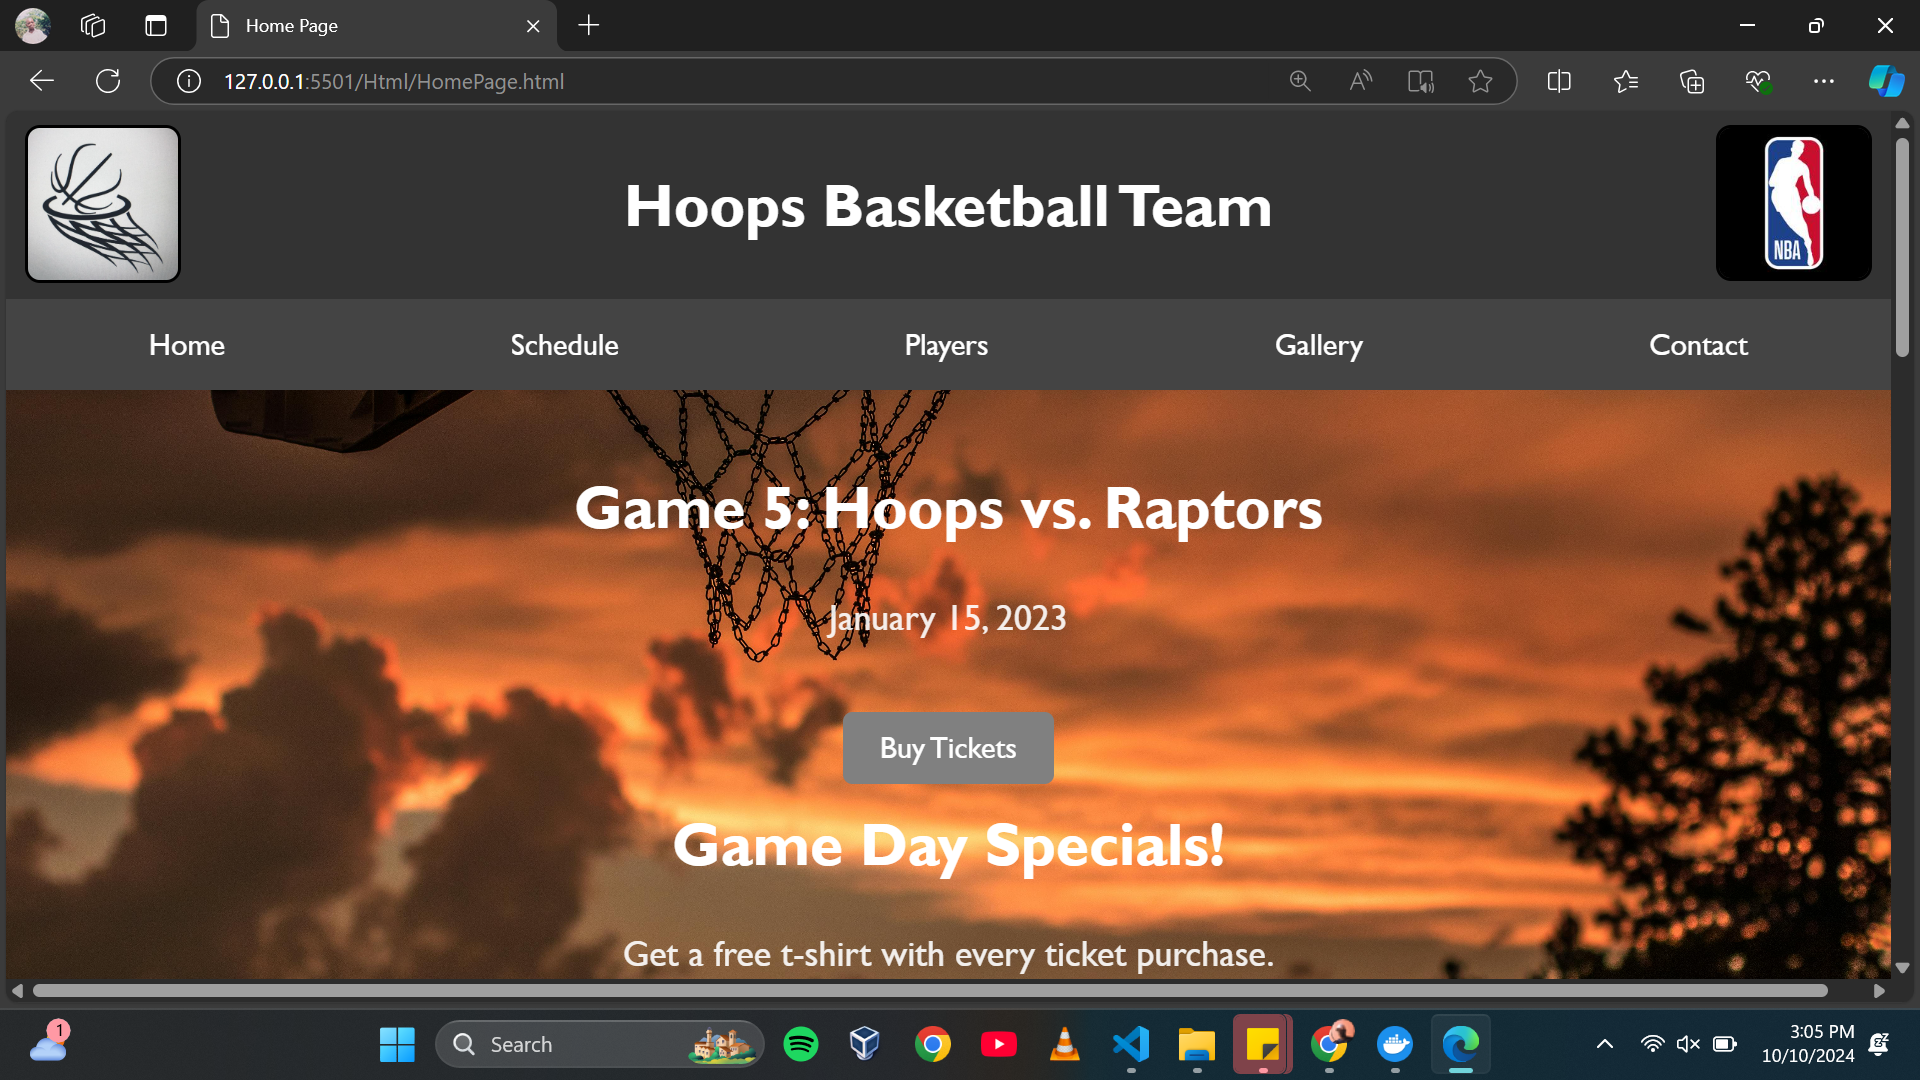 Home Page
127.0.0.1:5501/Html/HomePage.html
Hoops Basketball Team
NBA
Home Schedule Players Gallery Contact
Game 5: Hoops vs. Raptors
January 15, 2023
Buy Tickets
Game Day Specials!
Get a free t-shirt with every ticket purchase.
1
Search
3:05 PM
10/10/2024